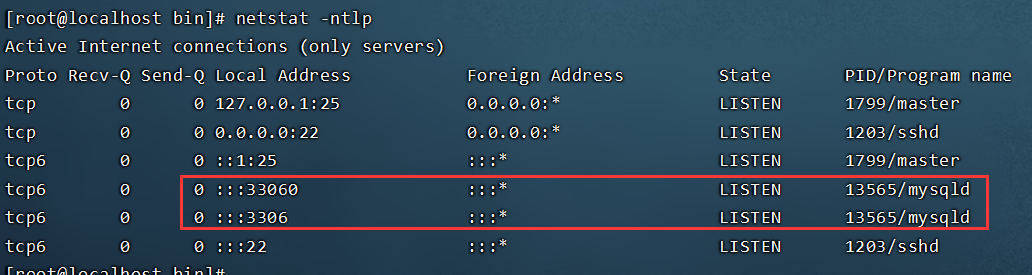 [root@localhost bin]# netstat -ntlp
Active Internet connections (only servers)
Proto Recv-Q Send-Q Local Address Foreign Address State PID/Program name
tcp 0 0 127.0.0.1:25 0.0.0.0:* LISTEN 1799/master
tcp 0 0 0.0.0.0:22 0.0.0.0:* LISTEN 1203/sshd
tcp6 0 0 ::1:25 :::* LISTEN 1799/master
tcp6 0 0 :::33060 :::* LISTEN 13565/mysqld
tcp6 0 0 :::3306 :::* LISTEN 13565/mysqld
tcp6 0 0 :::22 :::* LISTEN 1203/sshd
[root@localhost bin]#